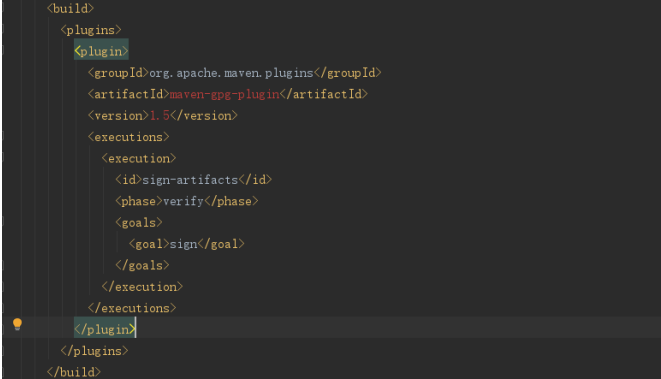 <build>
<plugins>
<plugin>
<groupId>org.apache.maven.plugins</groupId>
<artifactId>maven-gpg-plugin</artifactId>
<version>1.5</version>
<executions>
<execution>
<id>sign-artifacts</id>
<phase>verify</phase>
<goals>
<goal>sign</goal>
</goals>
</execution>
</executions>
</plugin>
</plugins>
</build>